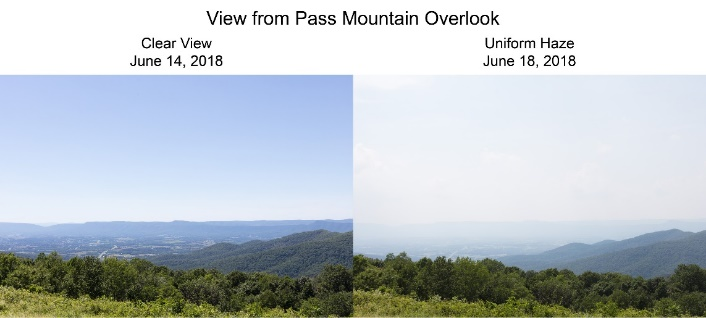 View from Pass Mountain Overlook
Clear View
June 14, 2018
Uniform Haze
June 18, 2018